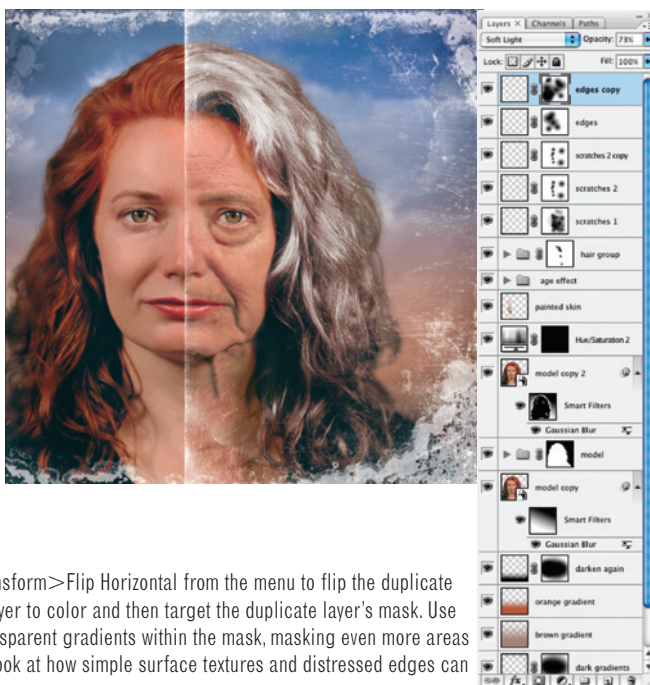 Layers × Channels Paths
Soft Light Opacity: 73%
Lock: Fill: 100%
edges copy
edges
scratches 2 copy
scratches 2
scratches 1
hair group
age effect
painted skin
Hue/Saturation 2
model copy 2
Smart Filters
Gaussian Blur
model
model copy
Smart Filters
Gaussian Blur
darken again
orange gradient
brown gradient
dark gradients
nsform>Flip Horizontal from the menu to flip the duplicate
yer to color and then target the duplicate layer's mask. Use
sparent gradients within the mask, masking even more areas
ook at how simple surface textures and distressed edges can